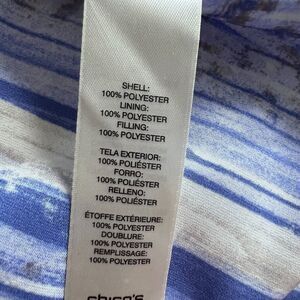 SHELL:
100% POLYESTER
LINING:
100% POLYESTER
FILLING:
100% POLYESTER
TELA EXTERIOR:
100% POLIÉSTER
FORRO:
100% POLIÉSTER
RELLENO:
100% POLIÉSTER
ÉTOFFE EXTÉRIEURE:
100% POLYESTER
DOUBLURE:
100% POLYESTER
REMPLISSAGE:
100% POLYESTER
chico's